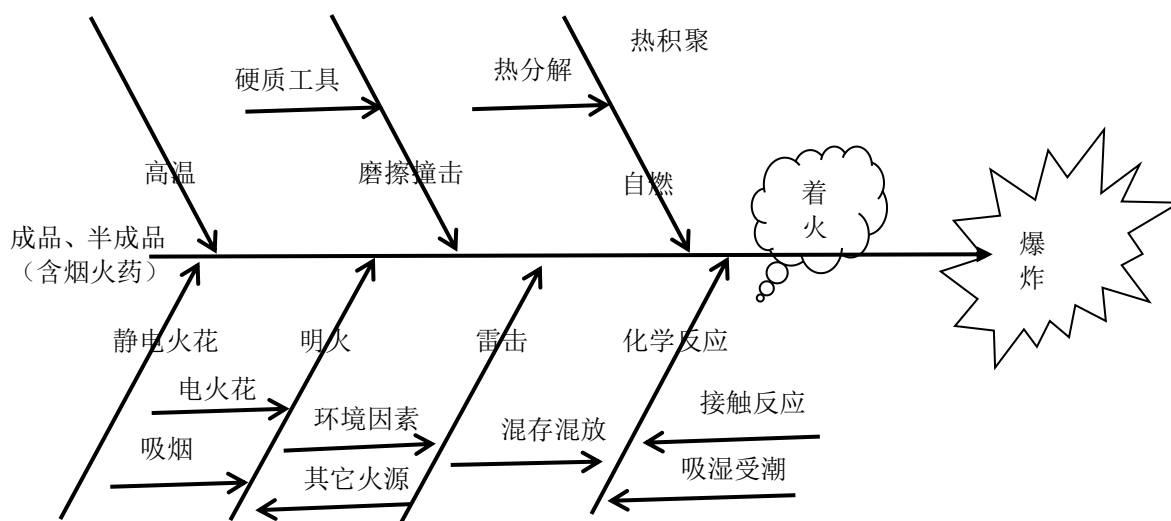 热积聚
硬质工具
热分解
高温
磨擦撞击
自燃
着
火
成品、半成品
（含烟火药）
爆
炸
静电火花
明火
雷击
化学反应
电火花
接触反应
环境因素
混存混放
吸烟
吸湿受潮
其它火源